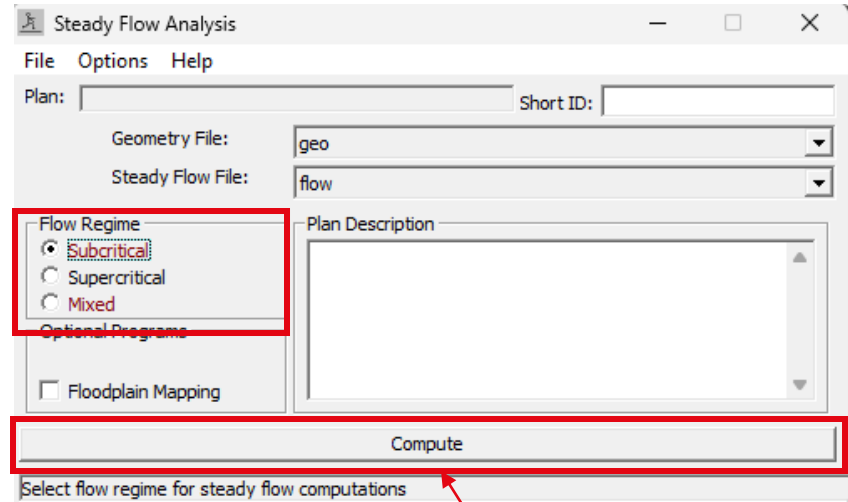 Steady Flow Analysis
File Options Help
Plan: Short ID:
Geometry File: geo
Steady Flow File: flow
Flow Regime
Subcritical
Supercritical
Mixed
Plan Description
Optional Programs
Floodplain Mapping
Compute
Select flow regime for steady flow computations